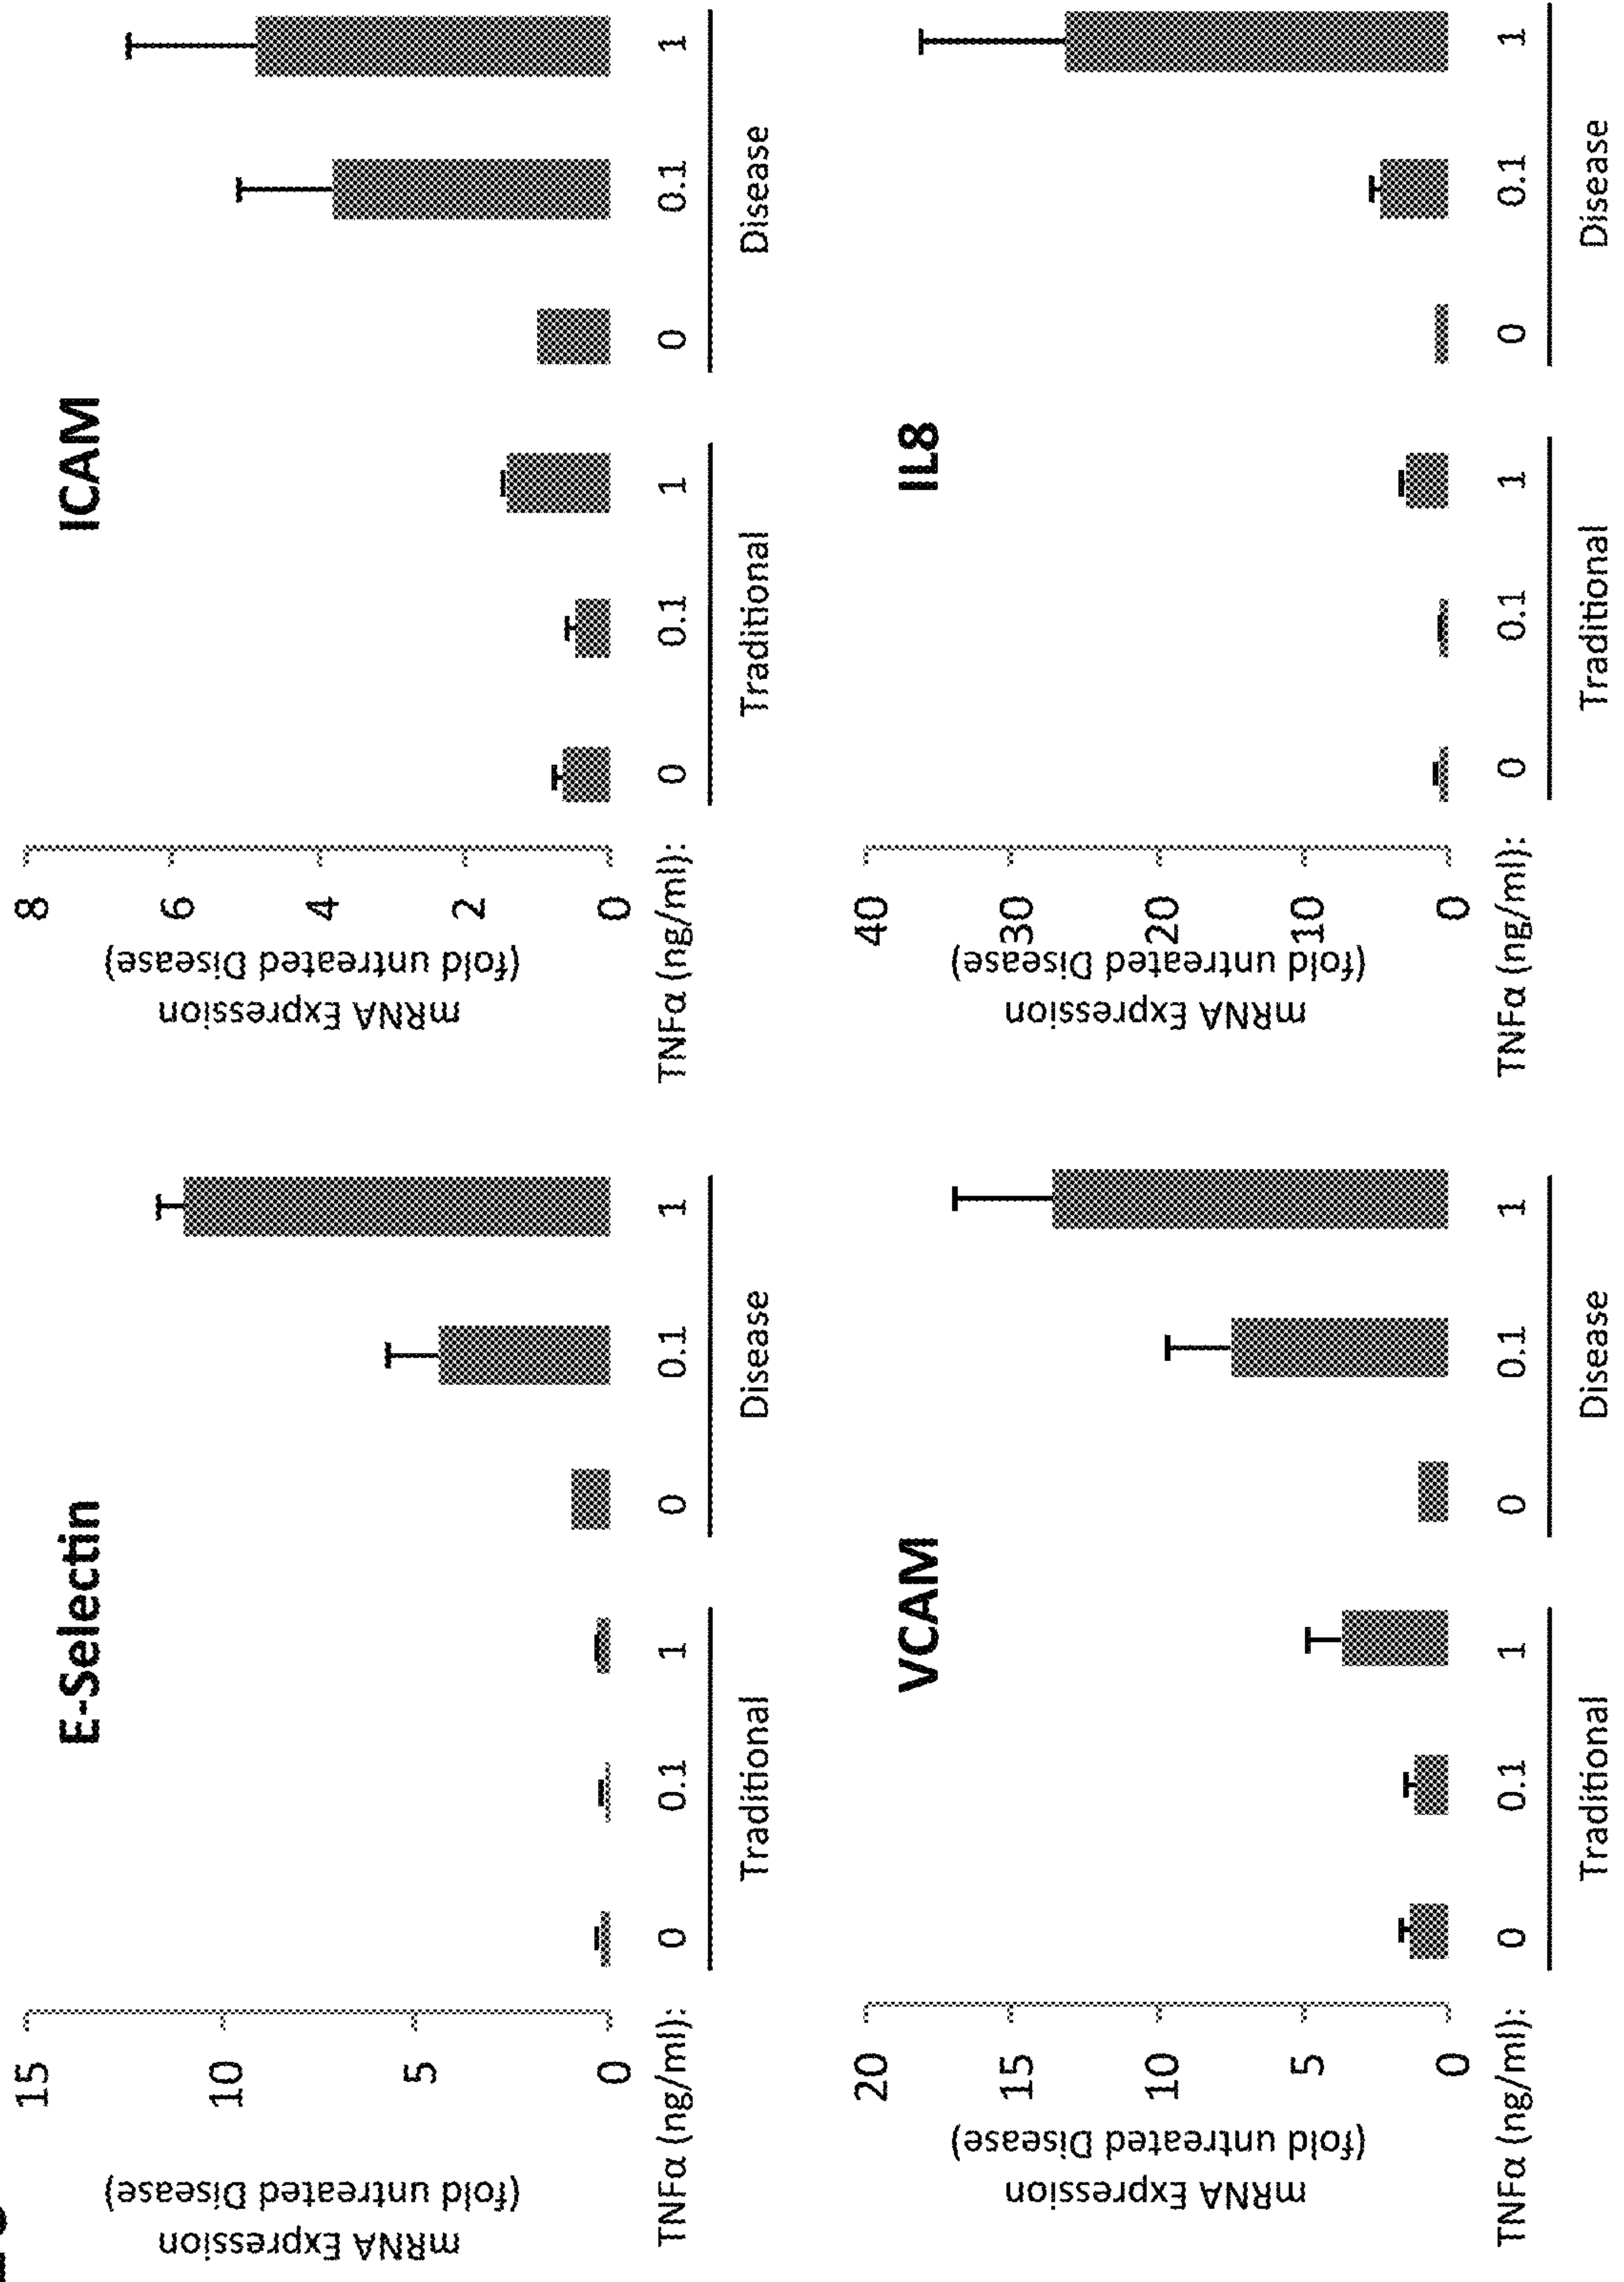 E-Selectin
mRNA Expression
(fold untreated Disease)
15
10
5
0
TNFα (ng/ml): 0 0.1 1 0 0.1 1
Traditional Disease
ICAM
mRNA Expression
(fold untreated Disease)
8
6
4
2
0
TNFα (ng/ml): 0 0.1 1 0 0.1 1
Traditional Disease
VCAM
mRNA Expression
(fold untreated Disease)
20
15
10
5
0
TNFα (ng/ml): 0 0.1 1 0 0.1 1
Traditional Disease
IL8
mRNA Expression
(fold untreated Disease)
40
30
20
10
0
TNFα (ng/ml): 0 0.1 1 0 0.1 1
Traditional Disease